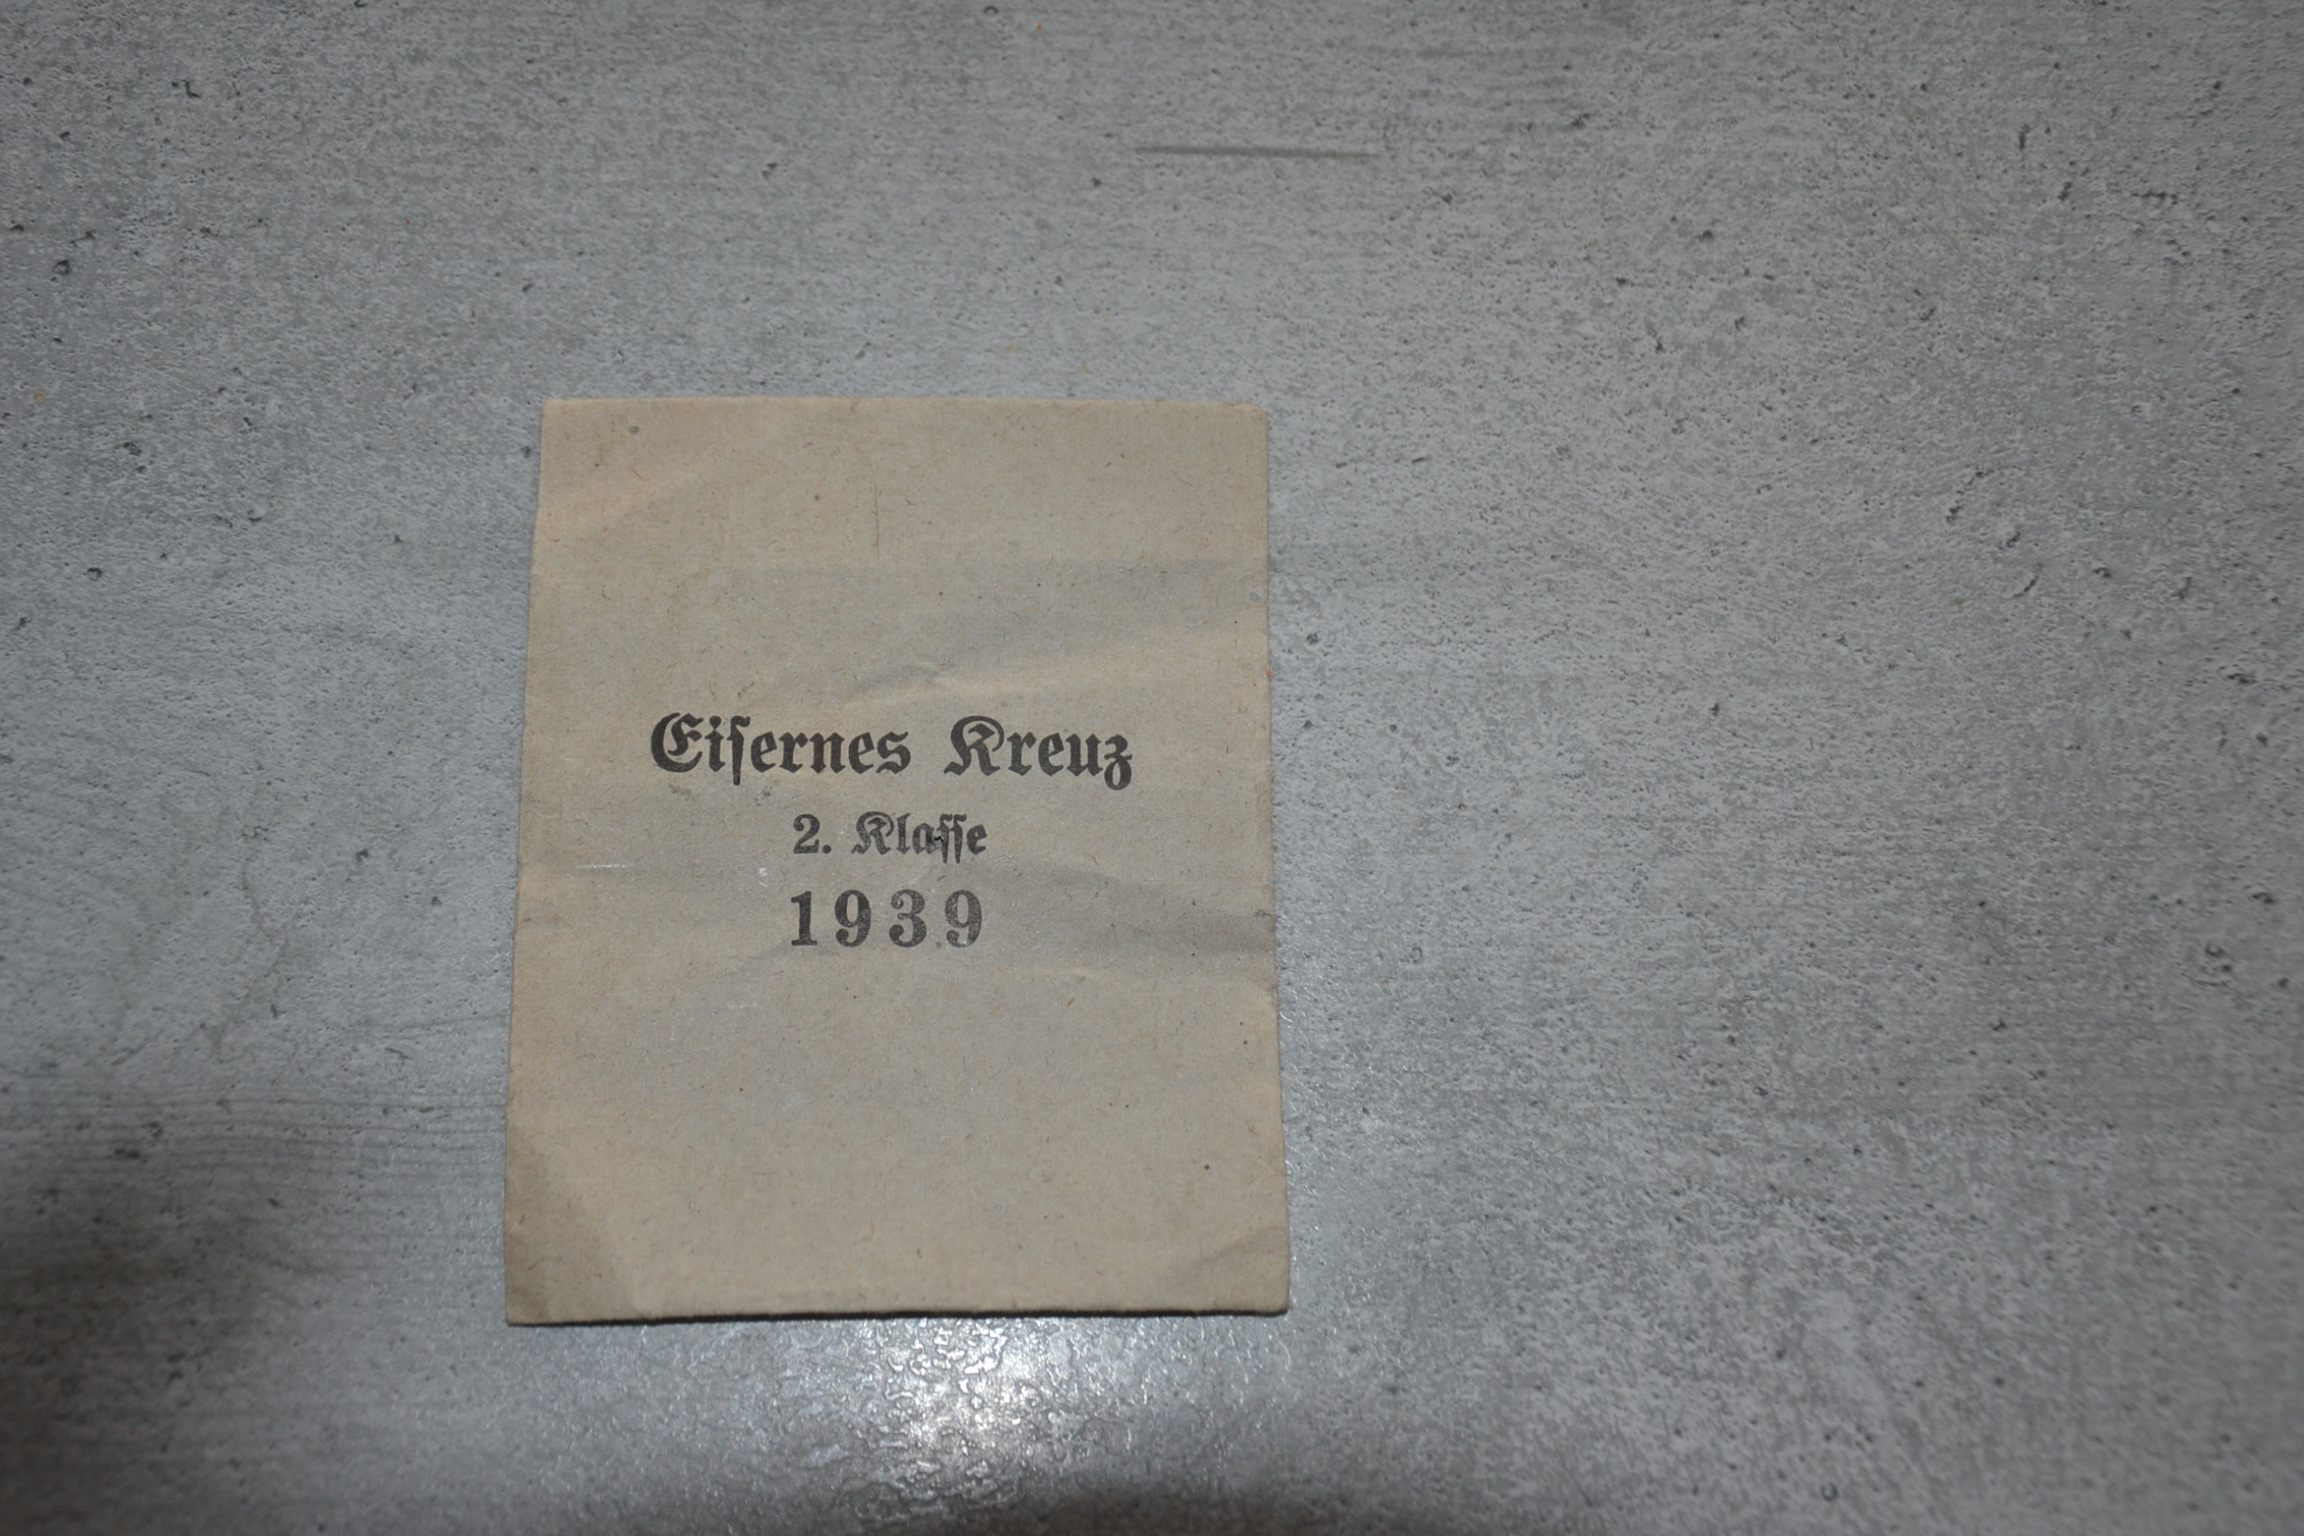 Eiſernes Kreuz
2. Klaſſe
1939